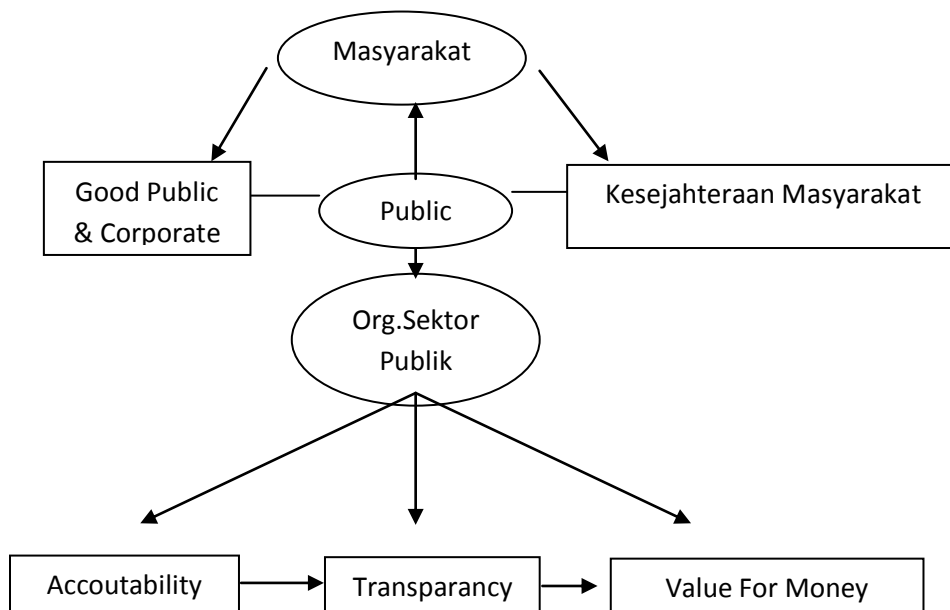 Masyarakat
Good Public
& Corporate
Public
Kesejahteraan Masyarakat
Org.Sektor
Publik
Accoutability
Transparancy
Value For Money